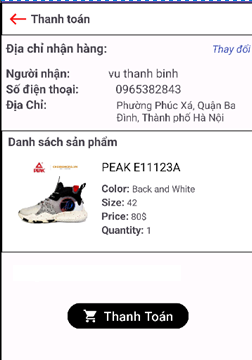 Thanh toán
Địa chỉ nhận hàng: Thay đổi
Người nhận: vu thanh binh
Số điện thoại: 0965382843
Địa Chỉ: Phường Phúc Xá, Quận Ba
Đình, Thành phố Hà Nội
Danh sách sản phẩm
PEAK E11123A
PEAK
Color: Back and White
Size: 42
Price: 80$
Quantity: 1
Thanh Toán